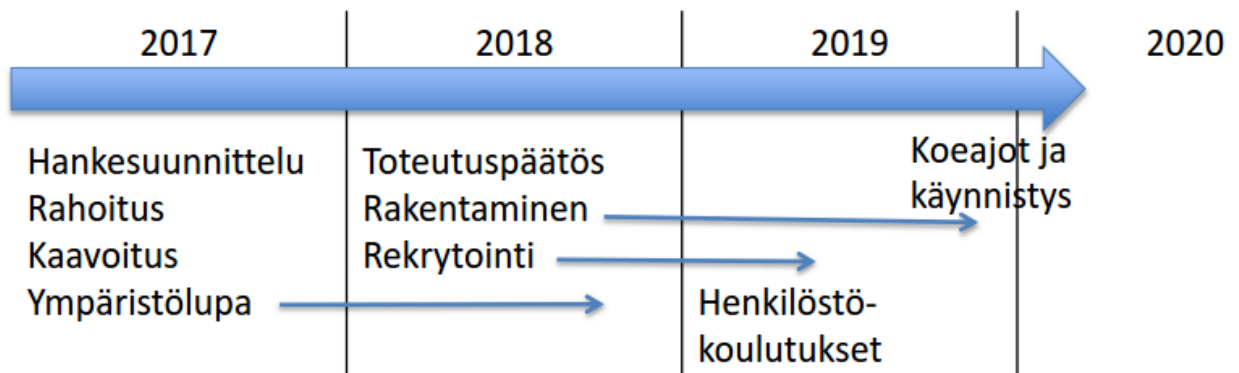 2017
2018
2019
2020
Hankesuunnittelu
Rahoitus
Kaavoitus
Ympäristölupa
Toteutuspäätös
Rakentaminen
Rekrytointi
Henkilöstö-
koulutukset
Koeajot ja
käynnistys